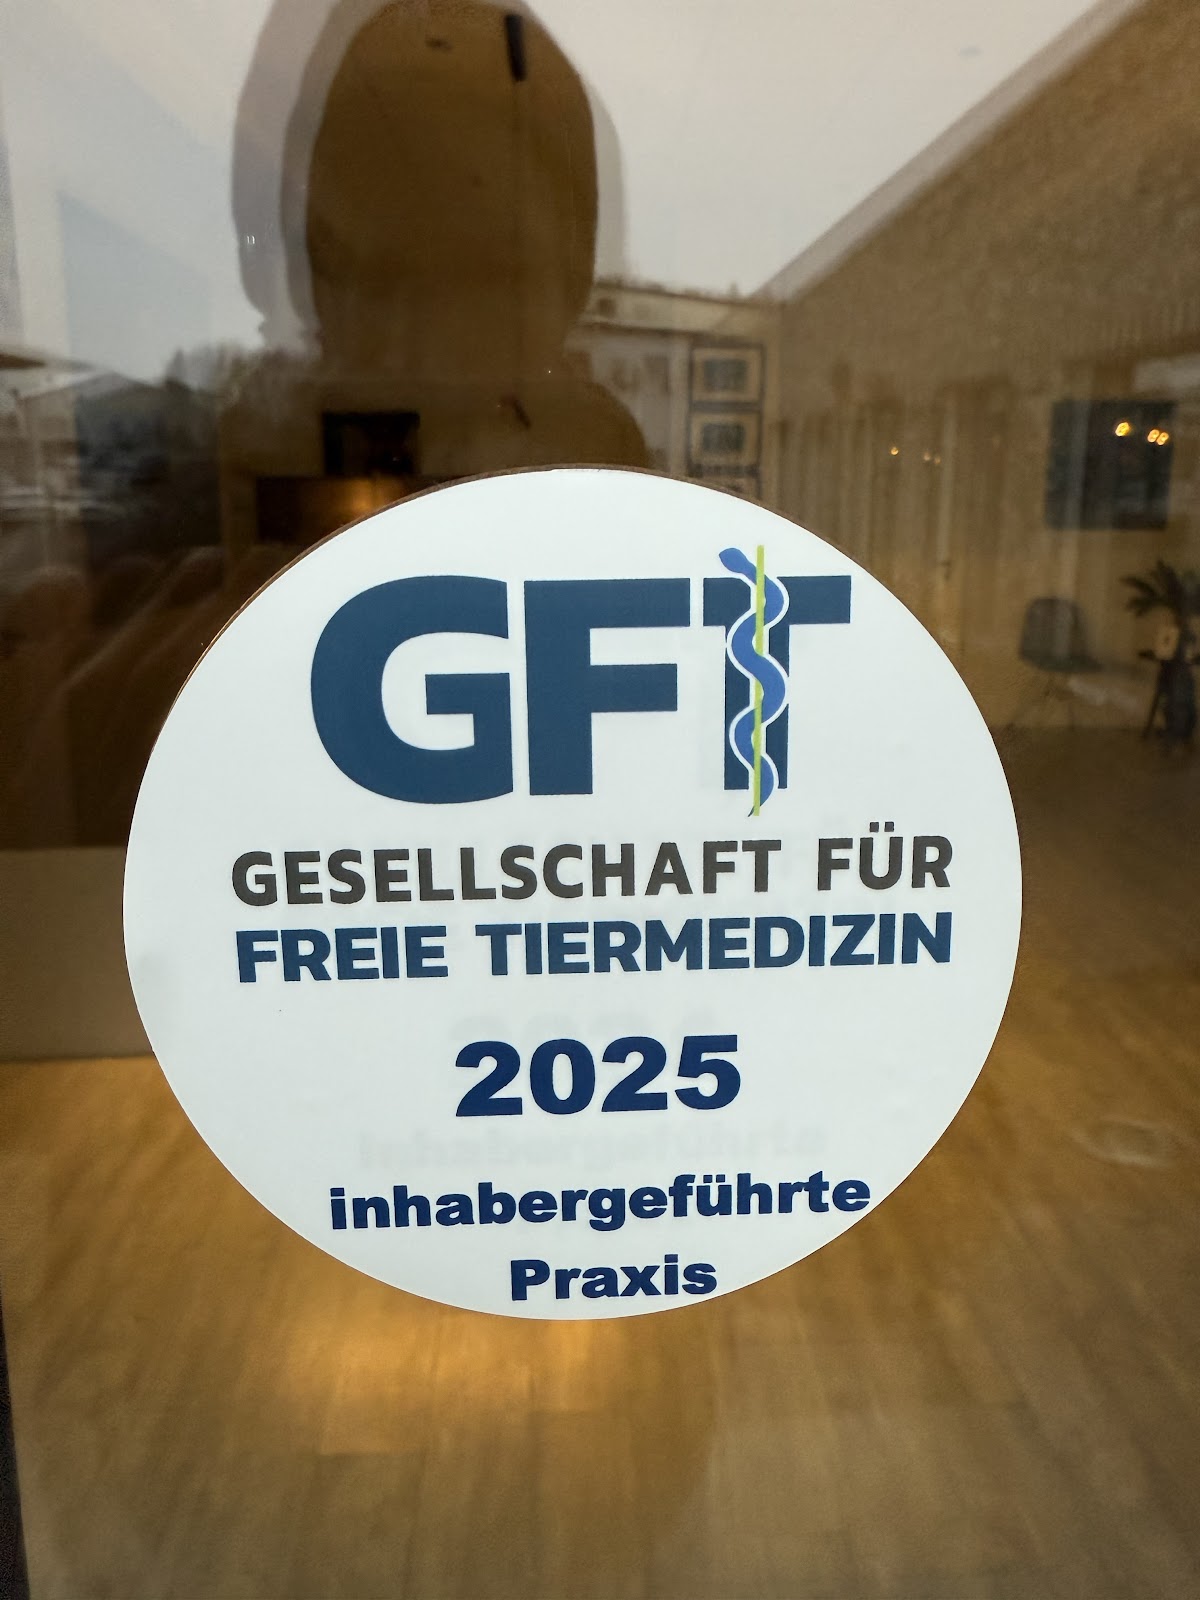 GFT
GESELLSCHAFT FÜR
FREIE TIERMEDIZIN
2025
inhabergeführte
Praxis